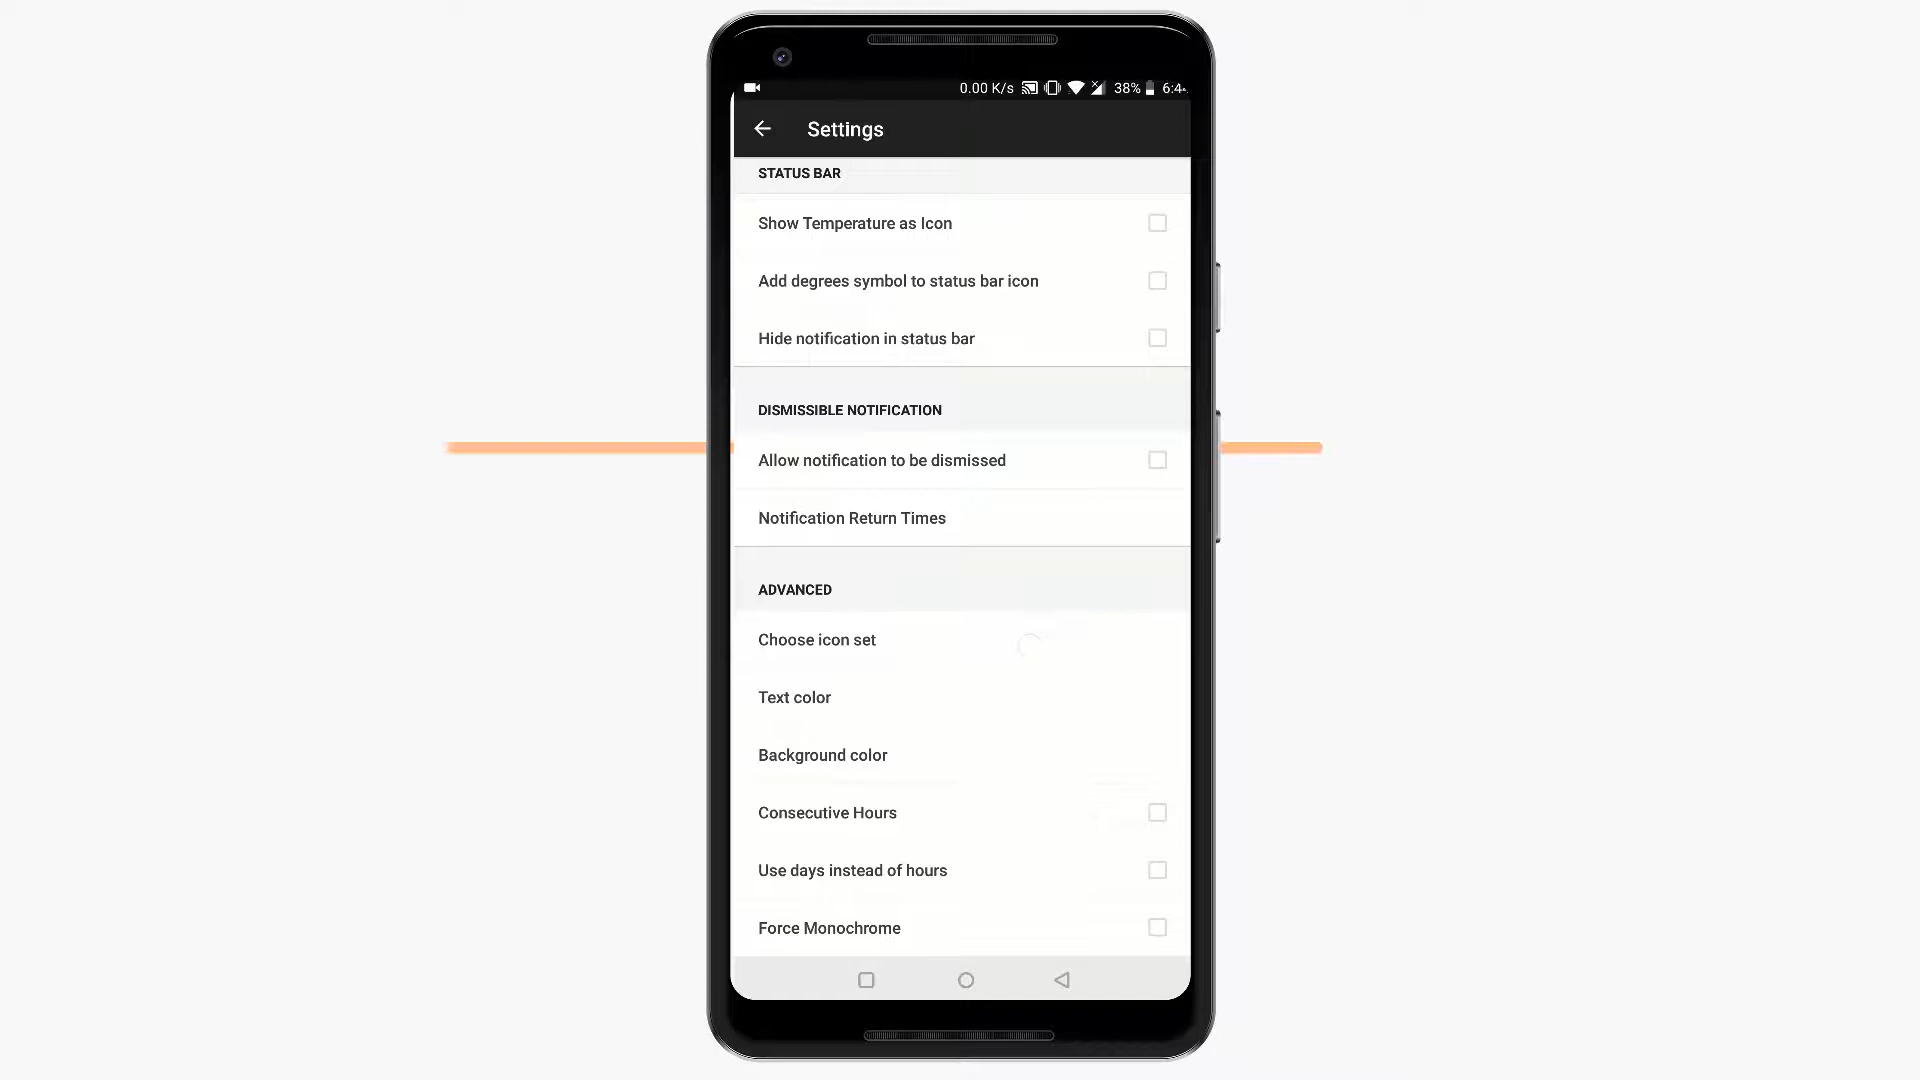 0.00 K/s 38%
Settings
STATUS BAR
Show Temperature as Icon
Add degrees symbol to status bar icon
Hide notification in status bar
DISMISSIBLE NOTIFICATION
Allow notification to be dismissed
Notification Return Times
ADVANCED
Choose icon set
Text color
Background color
Consecutive Hours
Use days instead of hours
Force Monochrome